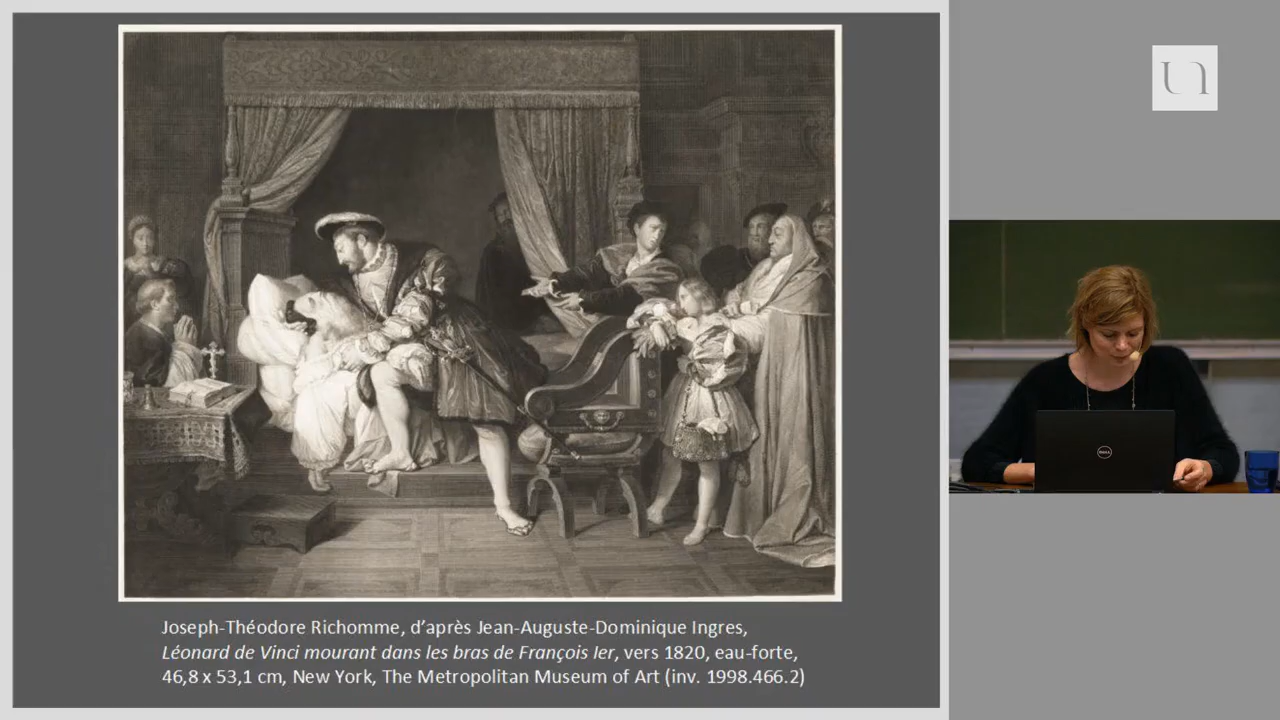 Joseph-Théodore Richomme, d'après Jean-Auguste-Dominique Ingres,
Léonard de Vinci mourant dans les bras de François Ier, vers 1820, eau-forte,
46,8 x 53,1 cm, New York, The Metropolitan Museum of Art (inv. 1998.466.2)
un
DELL